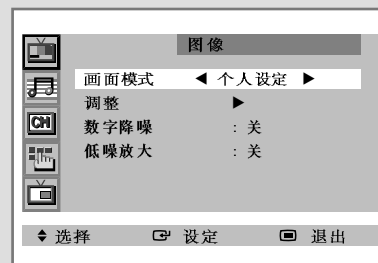 图像
画面模式 ◀ 个人设定 ▶
调整 ▶
数字降噪 : 关
CH
低噪放大 : 关
选择 设定 退出